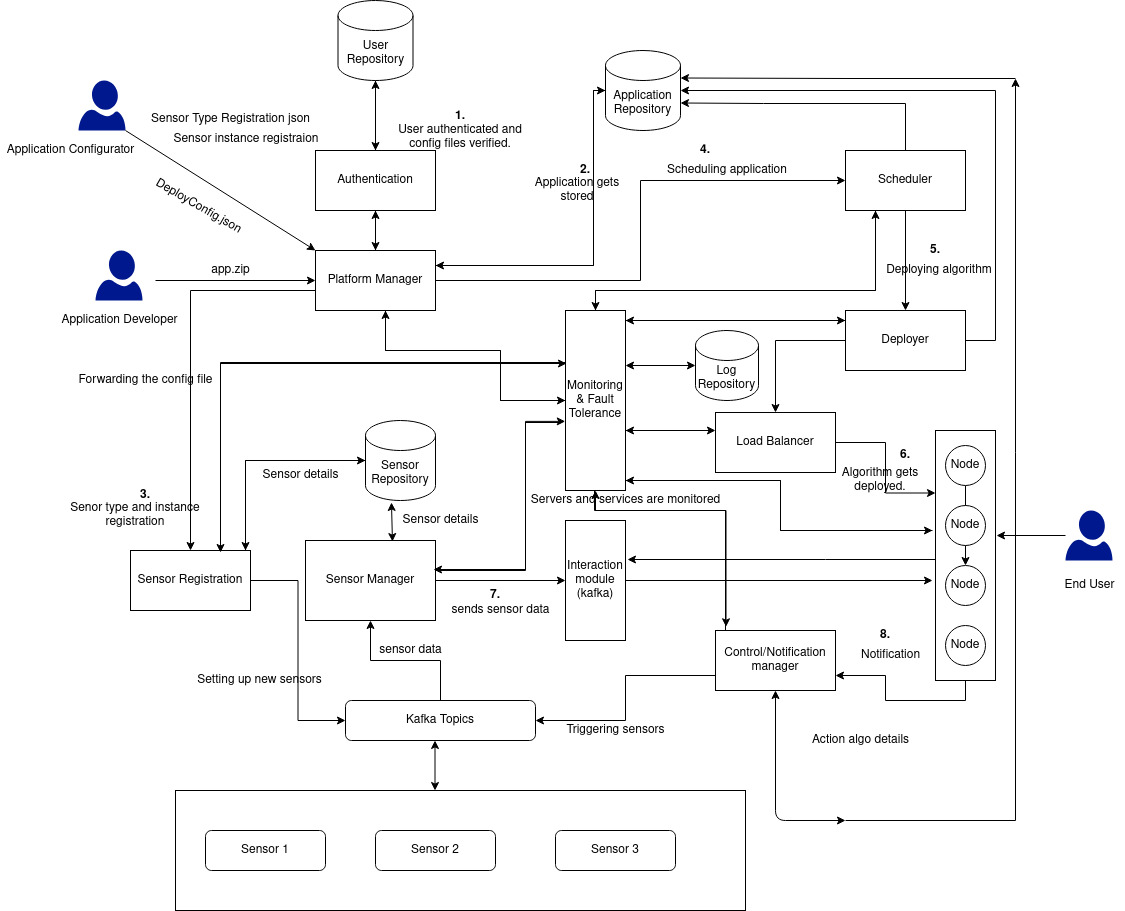 User
Repository
Application
Repository
Sensor Type Registration json
Sensor instance registraion
Application Configurator
1.
User authenticated and
config files verified.
Authentication
2.
Application gets
stored
4.
Scheduling application
Scheduler
DeployConfig.json
5.
Deploying algorithm
app.zip
Platform Manager
Application Developer
Deployer
Forwarding the config file
Monitoring
& Fault
Tolerance
Log
Repository
Load Balancer
6.
Algorithm gets
deployed.
Node
Node
Node
Node
Sensor details
Sensor
Repository
Servers and services are monitored
3.
Senor type and instance
registration
Sensor details
Sensor Registration
Sensor Manager
Interaction
module
(kafka)
7.
sends sensor data
End User
Control/Notification
manager
8.
Notification
sensor data
Setting up new sensors
Kafka Topics
Triggering sensors
Action algo details
Sensor 1
Sensor 2
Sensor 3